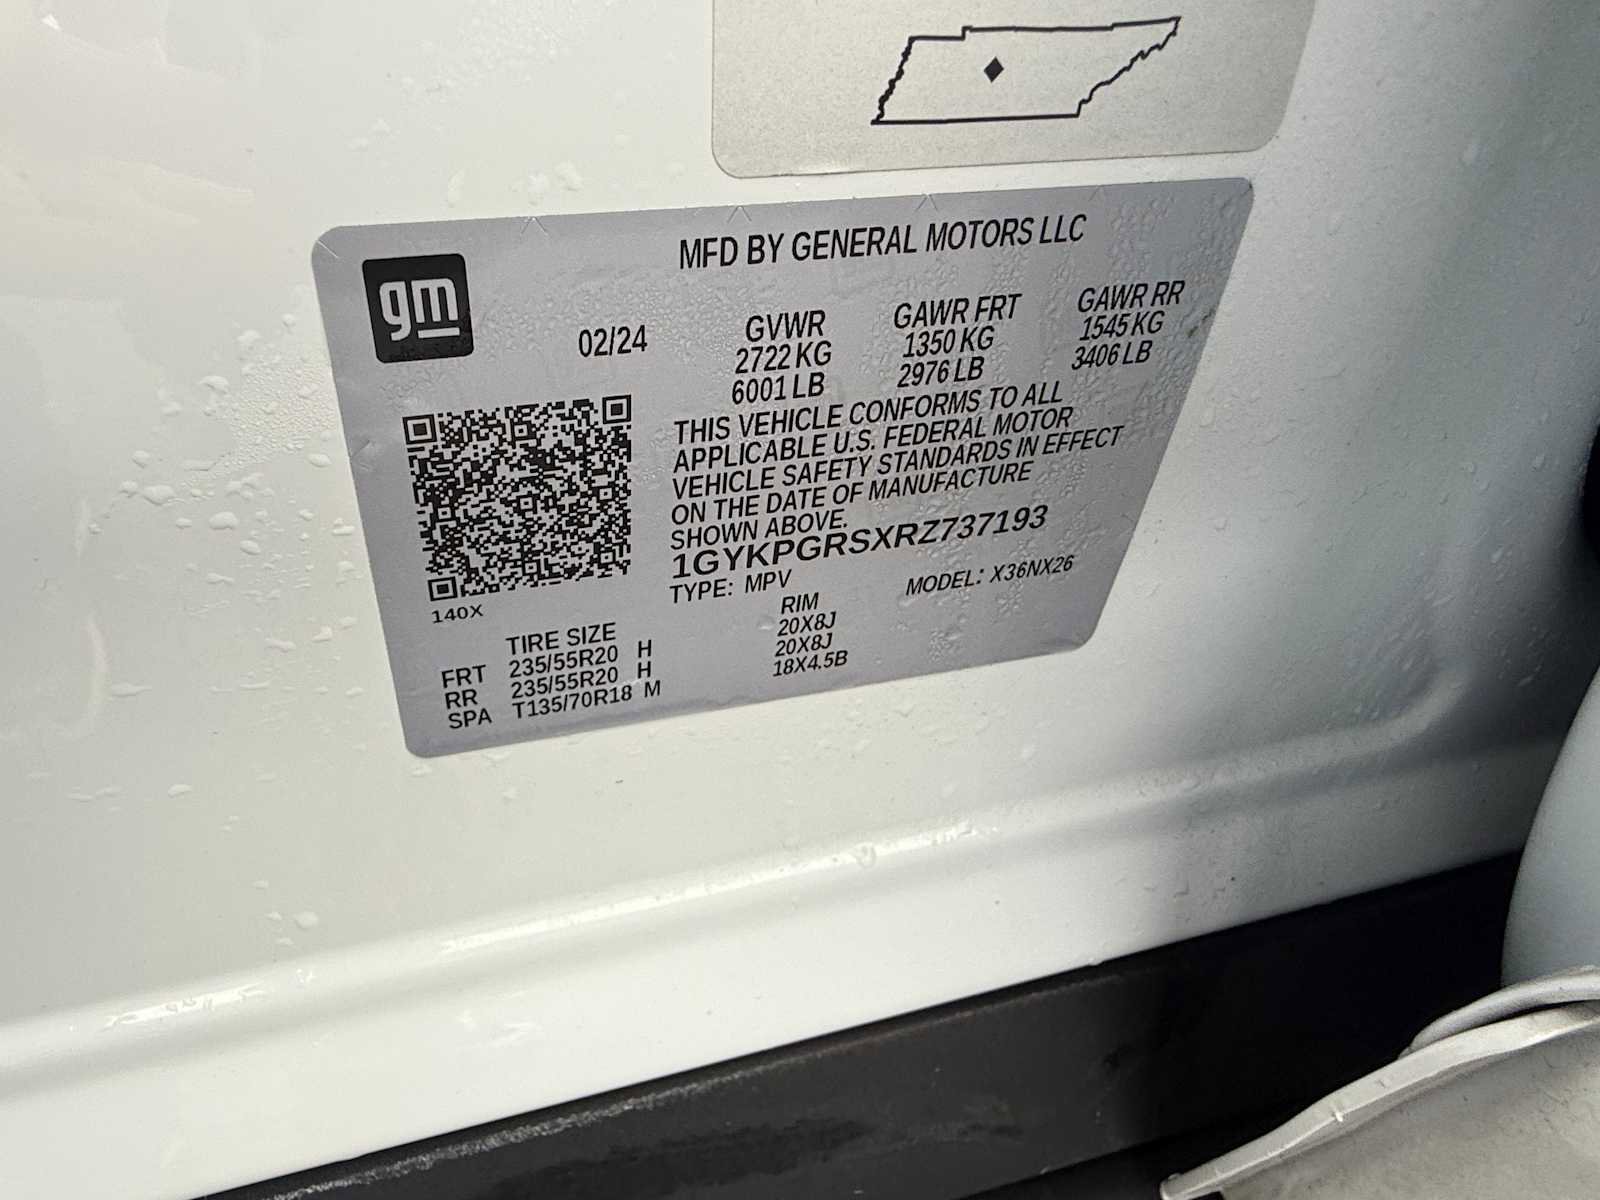 MFD BY GENERAL MOTORS LLC
gm
02/24
GVWR GAWR FRT GAWR RR
2722 KG 1350 KG 1545 KG
6001 LB 2976 LB 3406 LB
THIS VEHICLE CONFORMS TO ALL
APPLICABLE U.S. FEDERAL MOTOR
VEHICLE SAFETY STANDARDS IN EFFECT
ON THE DATE OF MANUFACTURE
SHOWN ABOVE.
1GYKPGRSXRZ737193
TYPE: MPV MODEL: X36NX26
140X
TIRE SIZE RIM
FRT 235/55R20 H 20X8J
RR 235/55R20 H 20X8J
SPA T135/70R18 M 18X4.5B